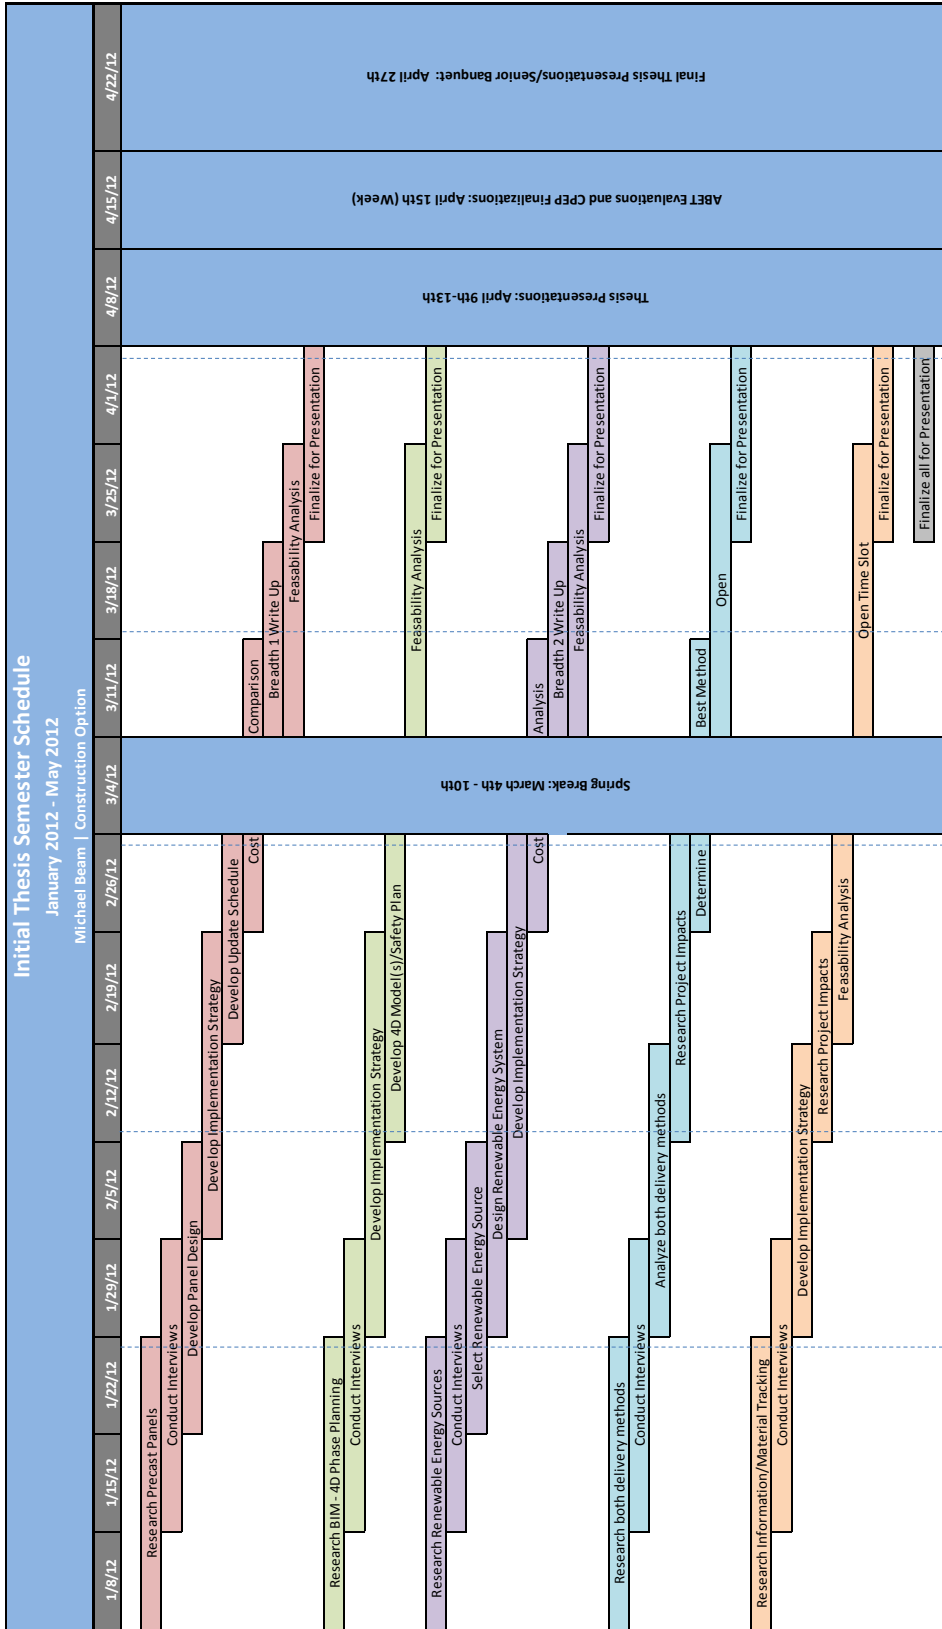 Initial Thesis Semester Schedule
January 2012 - May 2012
Michael Beam | Construction Option
1/8/12
1/15/12
1/22/12
1/29/12
2/5/12
2/12/12
2/19/12
2/26/12
3/4/12
3/11/12
3/18/12
3/25/12
4/1/12
4/8/12
4/15/12
4/22/12
Research Precast Panels
Conduct Interviews
Develop Panel Design
Develop Implementation Strategy
Develop Update Schedule
Cost
Comparison
Breadth 1 Write Up
Feasability Analysis
Finalize for Presentation
Research BIM - 4D Phase Planning
Conduct Interviews
Develop Implementation Strategy
Develop 4D Model(s)/Safety Plan
Feasability Analysis
Finalize for Presentation
Research Renewable Energy Sources
Conduct Interviews
Select Renewable Energy Source
Design Renewable Energy System
Develop Implementation Strategy
Cost
Analysis
Breadth 2 Write Up
Feasability Analysis
Finalize for Presentation
Research both delivery methods
Conduct Interviews
Analyze both delivery methods
Research Project Impacts
Determine
Best Method
Open
Finalize for Presentation
Research Information/Material Tracking
Conduct Interviews
Develop Implementation Strategy
Research Project Impacts
Feasability Analysis
Open Time Slot
Finalize for Presentation
Finalize all for Presentation
Spring Break: March 4th - 10th
Thesis Presentations: April 9th-13th
ABET Evaluations and CPEP Finalizations: April 15th (Week)
Final Thesis Presentations/Senior Banquet: April 27th